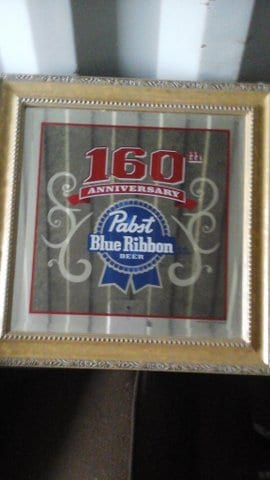 160th
ANNIVERSARY
Pabst
Blue Ribbon
BEER